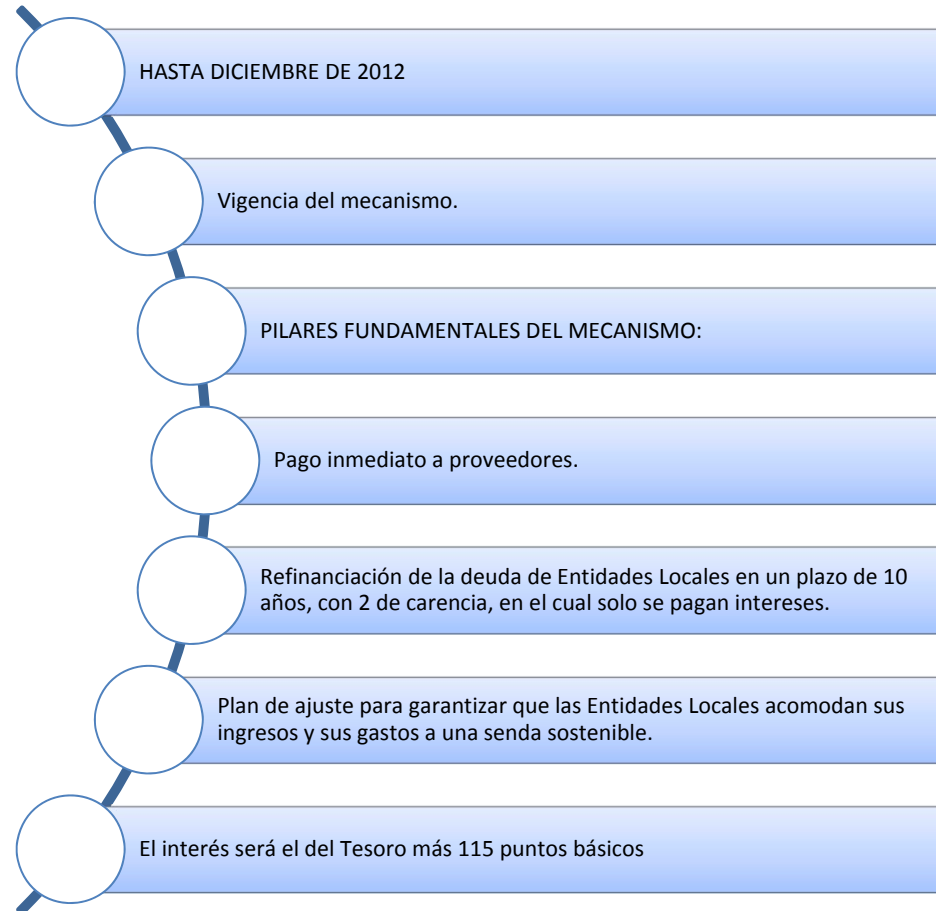 HASTA DICIEMBRE DE 2012
Vigencia del mecanismo.
PILARES FUNDAMENTALES DEL MECANISMO:
Pago inmediato a proveedores.
Refinanciación de la deuda de Entidades Locales en un plazo de 10
años, con 2 de carencia, en el cual solo se pagan intereses.
Plan de ajuste para garantizar que las Entidades Locales acomodan sus
ingresos y sus gastos a una senda sostenible.
El interés será el del Tesoro más 115 puntos básicos